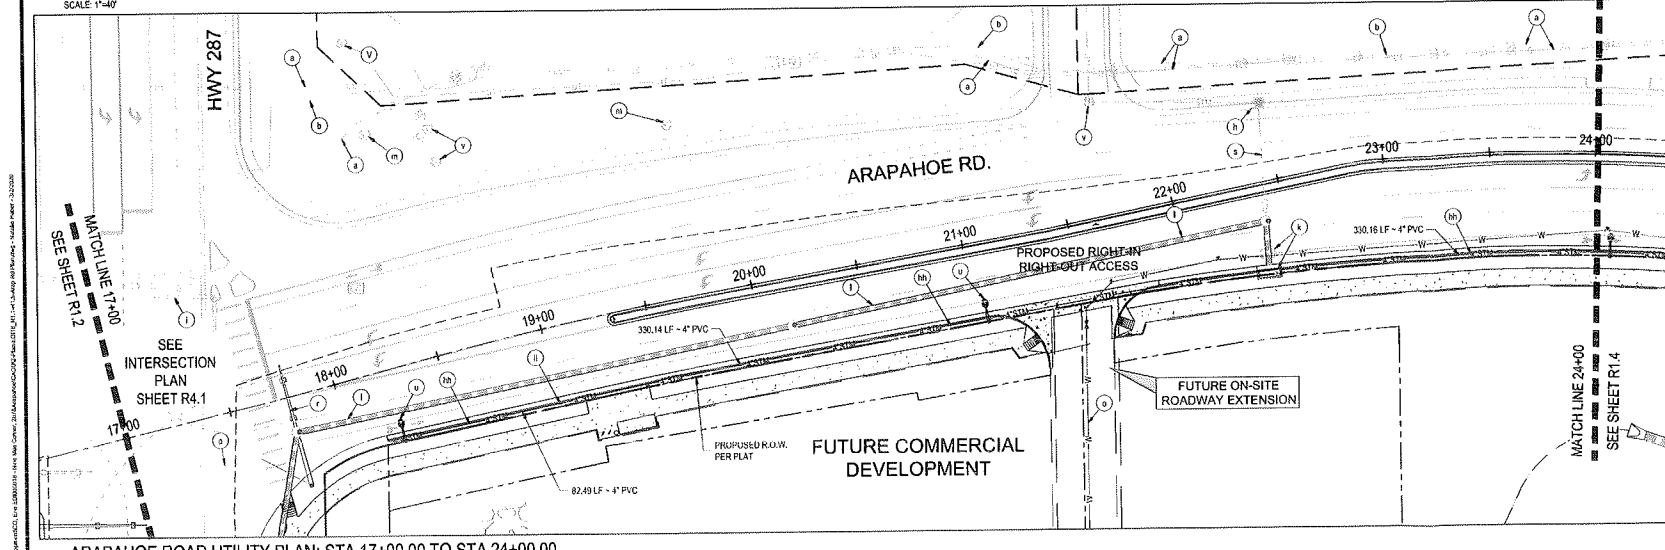 SCALE: 1"=40'
HWY 287
a
b
a
V
m
v
m
b
a
a
b
a
v
h
s
ARAPAHOE RD.
17+00
18+00
19+00
20+00
21+00
22+00
23+00
24+00
MATCH LINE 17+00
SEE SHEET R1.2
SEE
INTERSECTION
PLAN
SHEET R4.1
i
q
r
l
u
hh
ii
l
hh
u
l
k
hh
PROPOSED RIGHT-IN
RIGHT-OUT ACCESS
330.16 LF ~ 4" PVC
330.14 LF ~ 4" PVC
82.49 LF ~ 4" PVC
PROPOSED R.O.W.
PER PLAT
FUTURE COMMERCIAL
DEVELOPMENT
o
FUTURE ON-SITE
ROADWAY EXTENSION
W
MATCH LINE 24+00
SEE SHEET R1.4
ARAPAHOE ROAD UTILITY PLAN: STA 17+00.00 TO STA 24+00.00